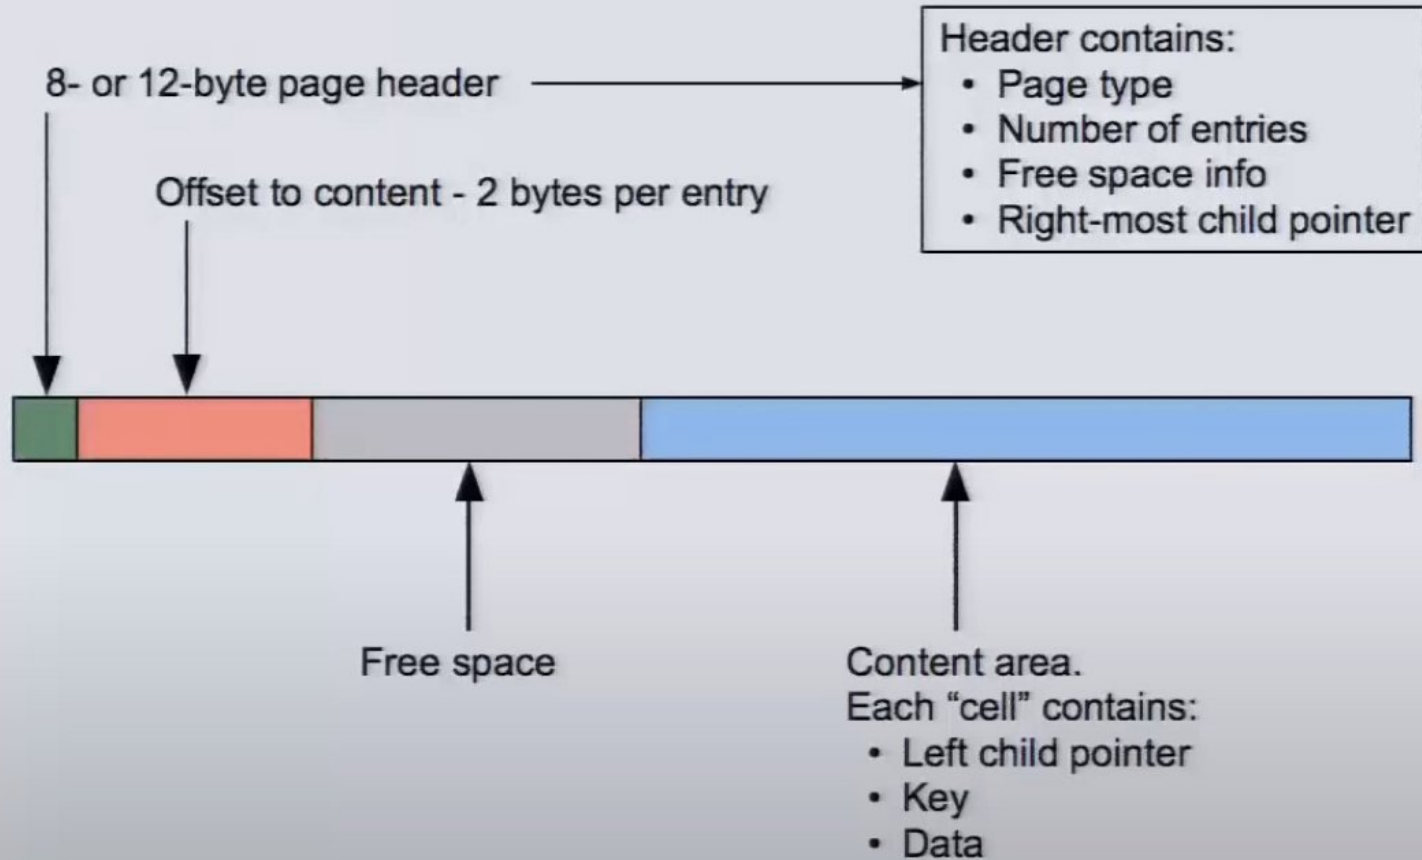 8- or 12-byte page header
Header contains:
• Page type
• Number of entries
• Free space info
• Right-most child pointer
Offset to content - 2 bytes per entry
Free space
Content area.
Each “cell” contains:
• Left child pointer
• Key
• Data